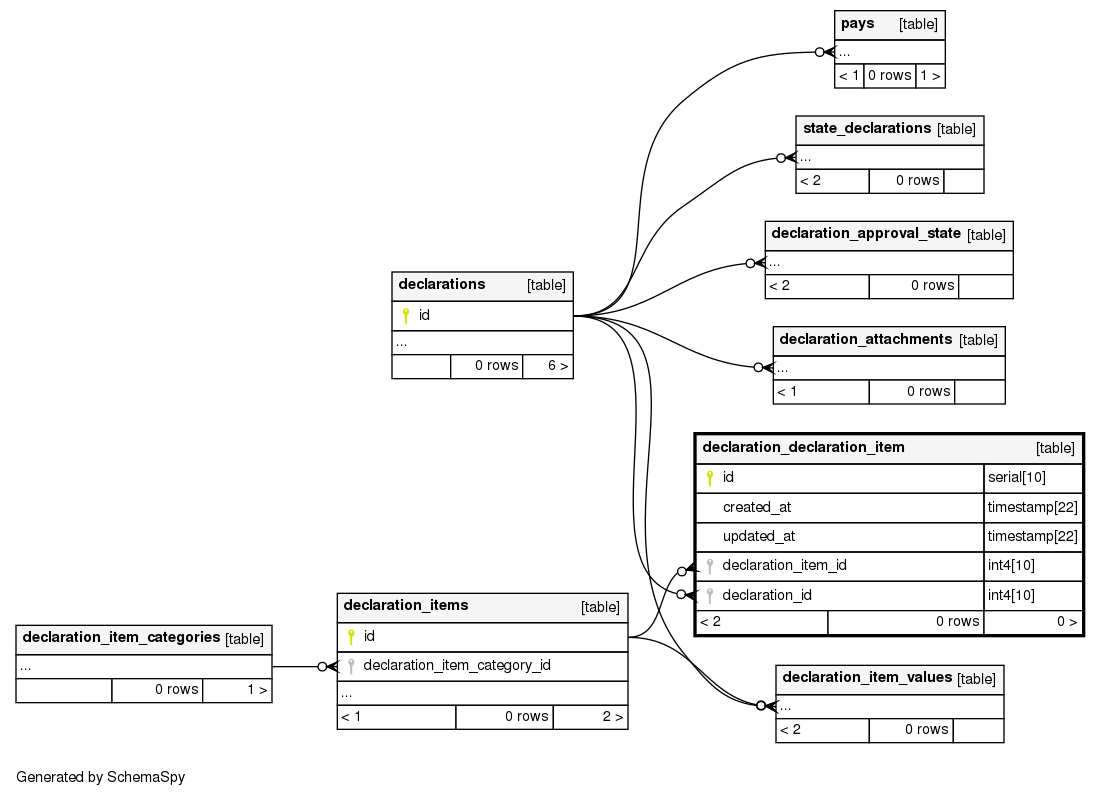 pays [table]
...
< 1 0 rows 1 >
state_declarations [table]
...
< 2 0 rows
declaration_approval_state [table]
...
< 2 0 rows
declarations [table]
id
...
0 rows 6 >
declaration_attachments [table]
...
< 1 0 rows
declaration_declaration_item [table]
id serial[10]
created_at timestamp[22]
updated_at timestamp[22]
declaration_item_id int4[10]
declaration_id int4[10]
< 2 0 rows 0 >
declaration_items [table]
id
declaration_item_category_id
...
< 1 0 rows 2 >
declaration_item_categories [table]
...
0 rows 1 >
declaration_item_values [table]
...
< 2 0 rows
Generated by SchemaSpy